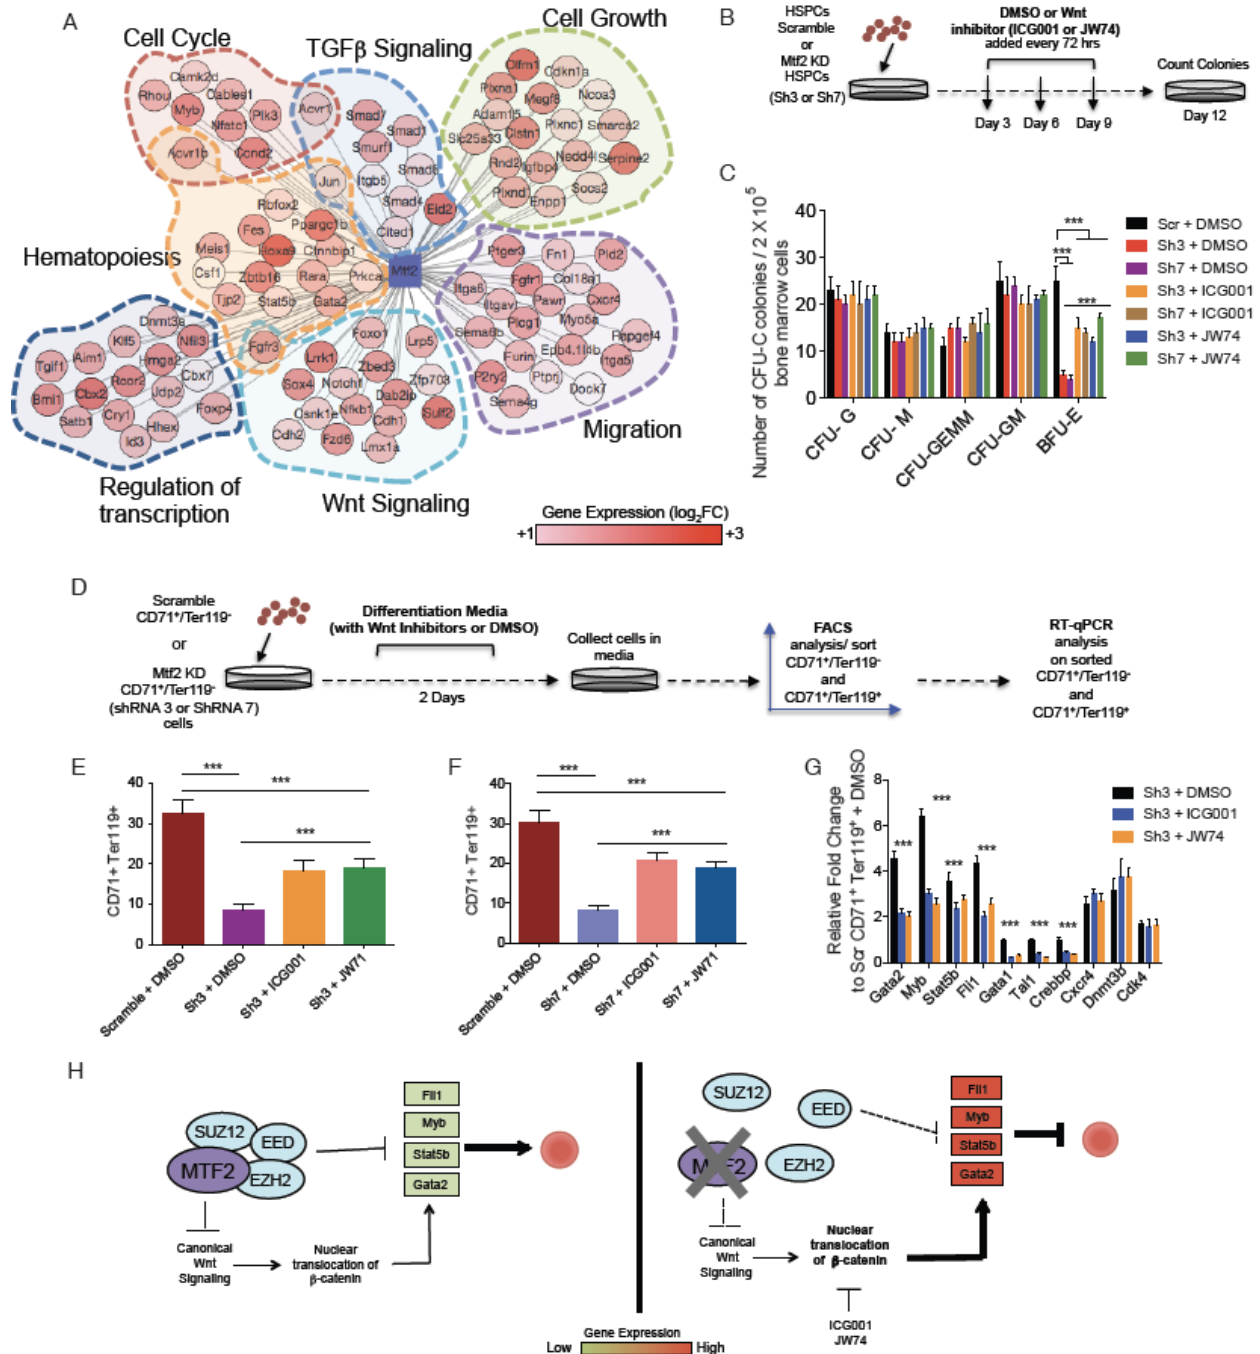 A
Cell Cycle
TGFβ Signaling
Cell Growth
Camk2d
Rhou
Cables1
Myb
Plk3
Nfatc1
Acvr1b
Ccnd2
Acvr1
Smad7
Smad1
Smurf1
Smad6
Jun
Itgb5
Smad4
Eid2
Cited1
Olfm1
Cdkn1a
Plxna1
Megf8
Ncoa3
Adam15
Plxnc1
Smarca2
Slc25a33
Clstn1
Rnd2
Igfbp4
Nedd4l
Serpine2
Plxnd1
Enpp1
Socs2
Hematopoiesis
Rbfox2
Fes
Ppargc1b
Meis1
Hoxa9
Ctnnbip1
Csf1
Zbtb16
Rara
Prkca
Tjp2
Stat5b
Gata2
Fgfr3
Mtf2
Ptger3
Fn1
Pld2
Itga6
Fgfr1
Col18a1
Itgav
Pawr
Cxcr4
Sema6b
Plcg1
Myo5a
Rapgef4
Furin
Epb4.1l4b
Itga5
P2ry2
Ptprj
Dock7
Sema4g
Migration
Dnmt3a
Klf5
Nfil3
Tgif1
Aim1
Hmga2
Rcor2
Cbx7
Bmi1
Cbx2
Jdp2
Satb1
Cry1
Foxp4
Hhex
Id3
Regulation of
transcription
Foxo1
Lrp5
Lrrk1
Zbed3
Sox4
Notch1
Zfp703
Dab2ip
Csnk1e
Nfkb1
Cdh1
Sulf2
Cdh2
Fzd6
Lmx1a
Wnt Signaling
Gene Expression (log₂FC)
+1
+3
B
HSPCs
Scramble
or
Mtf2 KD
HSPCs
(Sh3 or Sh7)
DMSO or Wnt
inhibitor (ICG001 or JW74)
added every 72 hrs
Day 3
Day 6
Day 9
Count Colonies
Day 12
C
Number of CFU-C colonies / 2 X 10⁵
bone marrow cells
40
30
20
10
0
CFU- G
CFU- M
CFU-GEMM
CFU-GM
BFU-E
***
***
***
Scr + DMSO
Sh3 + DMSO
Sh7 + DMSO
Sh3 + ICG001
Sh7 + ICG001
Sh3 + JW74
Sh7 + JW74
D
Scramble
CD71⁺/Ter119⁻
or
Mtf2 KD
CD71⁺/Ter119⁻
(shRNA 3 or ShRNA 7)
cells
Differentiation Media
(with Wnt Inhibitors or DMSO)
2 Days
Collect cells in
media
FACS
analysis/ sort
CD71⁺/Ter119⁻
and
CD71⁺/Ter119⁺
RT-qPCR
analysis
on sorted
CD71⁺/Ter119⁻
and
CD71⁺/Ter119⁺
E
CD71+ Ter119+
40
30
20
10
0
***
***
***
Scramble + DMSO
Sh3 + DMSO
Sh3 + ICG001
Sh3 + JW71
F
CD71+ Ter119+
40
30
20
10
0
***
***
***
Scramble + DMSO
Sh7 + DMSO
Sh7 + ICG001
Sh7 + JW71
G
Relative Fold Change
to Scr CD71⁺ Ter119⁺ + DMSO
8
6
4
2
0
***
***
***
***
***
***
***
Gata2
Myb
Stat5b
Fli1
Gata1
Tal1
Crebbp
Cxcr4
Dnmt3b
Cdk4
Sh3 + DMSO
Sh3 + ICG001
Sh3 + JW74
H
SUZ12
EED
MTF2
EZH2
Fli1
Myb
Stat5b
Gata2
Canonical
Wnt
Signaling
Nuclear
translocation of
β-catenin
SUZ12
EED
MTF2
EZH2
Fli1
Myb
Stat5b
Gata2
Canonical
Wnt
Signaling
Nuclear
translocation
of β-catenin
ICG001
JW74
Gene Expression
Low
High